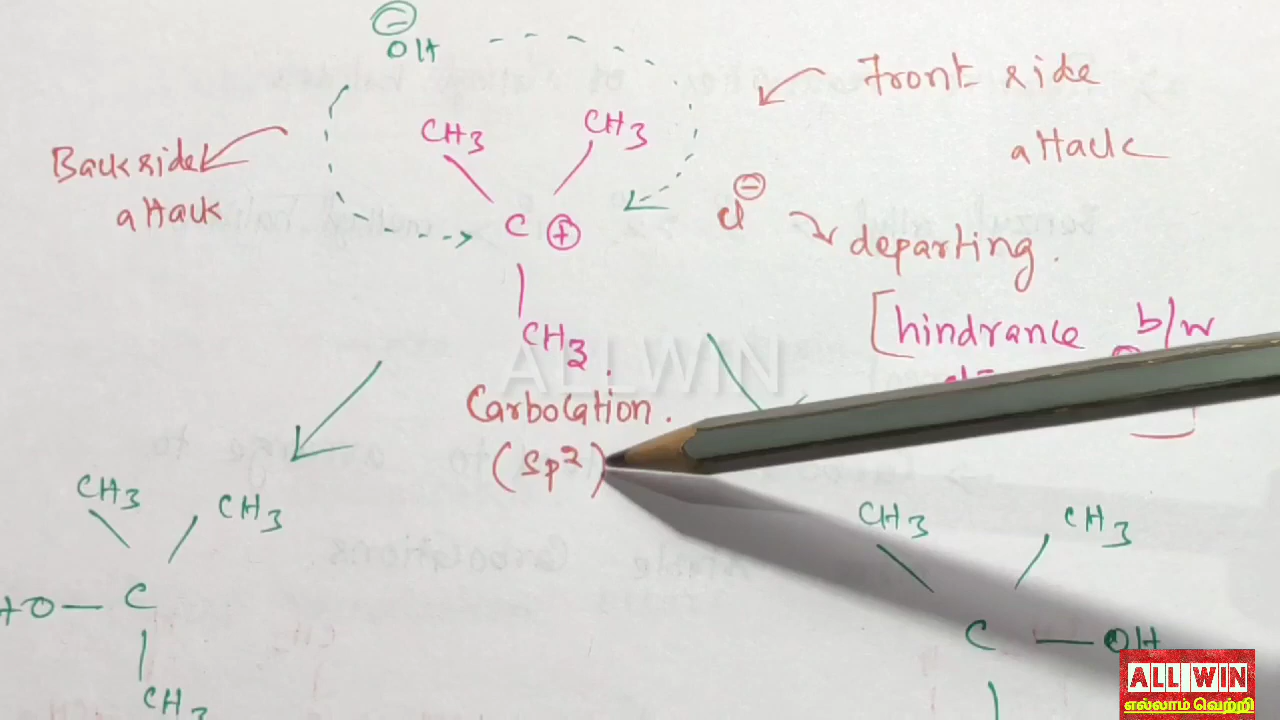 ⊖
OH
Front side
attack
CH3
CH3
Back side
attack
Cl⊖
departing.
C ⊕
[hindrance b/w
CH3.
ALLWIN
Carbocation.
(Sp²)
CH3
CH3
CH3
CH3
HO — C
C — OH
CH3
ALL WIN
எல்லாம் வெற்றி